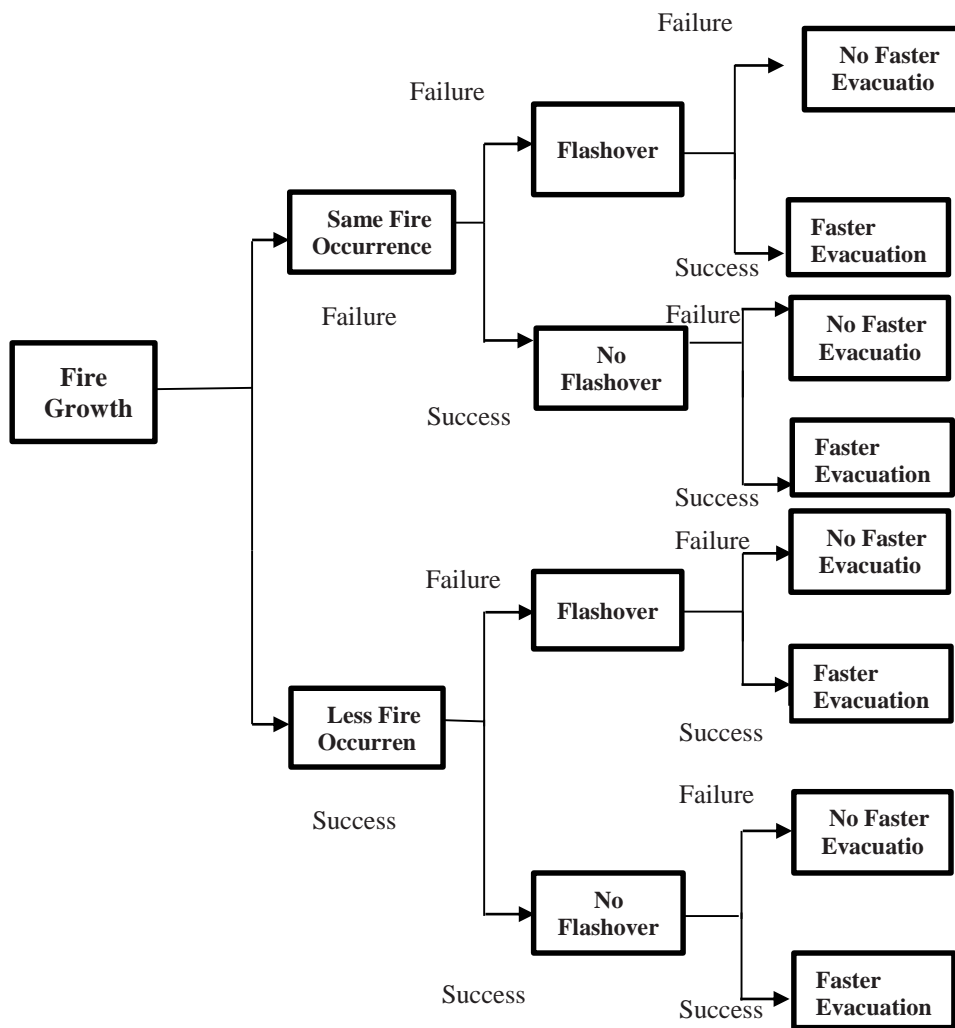 Failure
No Faster
Evacuatio
Failure
Flashover
Same Fire
Occurrence
Faster
Evacuation
Success
Failure
Failure
No Faster
Evacuatio
No
Flashover
Fire
Growth
Success
Faster
Evacuation
Success
Failure
No Faster
Evacuatio
Failure
Flashover
Faster
Evacuation
Less Fire
Occurren
Success
Failure
Success
No Faster
Evacuatio
No
Flashover
Success
Faster
Evacuation
Success